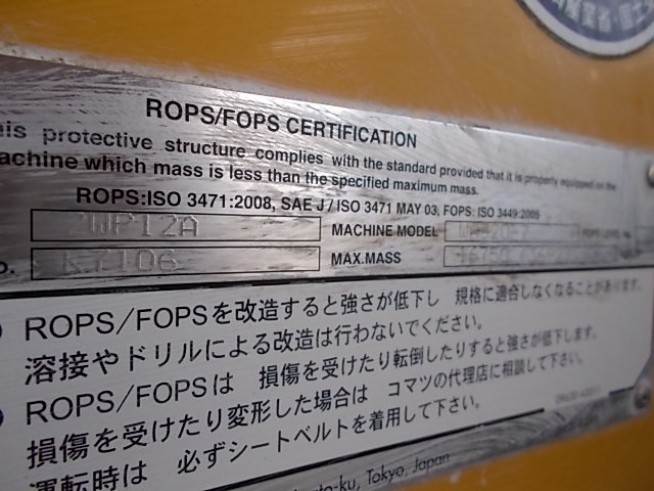 ROPS/FOPS CERTIFICATION
his protective structure complies with the standard provided that it is properly equipped on the
achine which mass is less than the specified maximum mass.
ROPS:ISO 3471:2008, SAE J / ISO 3471 MAY 03, FOPS: ISO 3449:2005
WP12A MACHINE MODEL
o. K7106 MAX.MASS
ROPS/FOPSを改造すると強さが低下し 規格に適合しなくなることがあります。
溶接やドリルによる改造は行わないでください。
ROPS/FOPSは 損傷を受けたり転倒したりすると強さが低下します。
損傷を受けたり変形した場合は コマツの代理店に相談して下さい。
運転時は 必ずシートベルトを着用して下さい。
to-ku, Tokyo, Japan